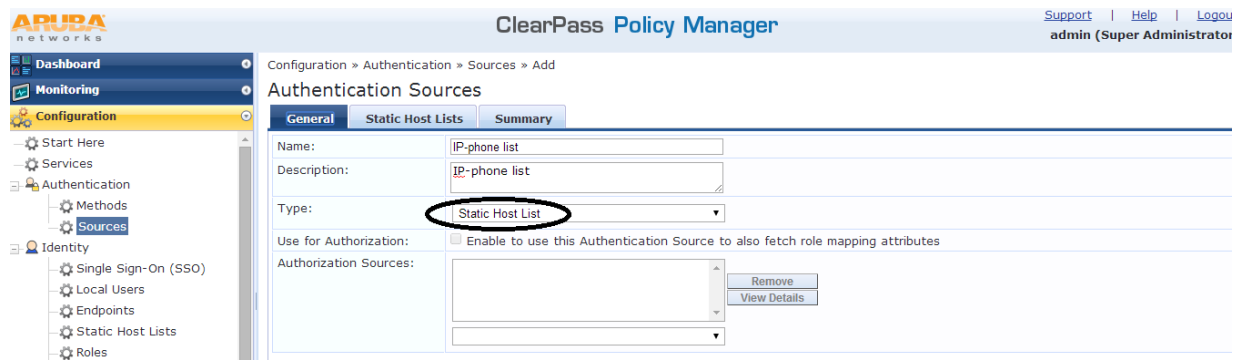 ARUBA
networks
ClearPass Policy Manager
Support | Help | Logou
admin (Super Administrator
Dashboard
Monitoring
Configuration
Start Here
Services
Authentication
Methods
Sources
Identity
Single Sign-On (SSO)
Local Users
Endpoints
Static Host Lists
Roles
Configuration » Authentication » Sources » Add
Authentication Sources
General Static Host Lists Summary
Name: IP-phone list
Description: IP-phone list
Type: Static Host List
Use for Authorization: Enable to use this Authentication Source to also fetch role mapping attributes
Authorization Sources:
Remove
View Details